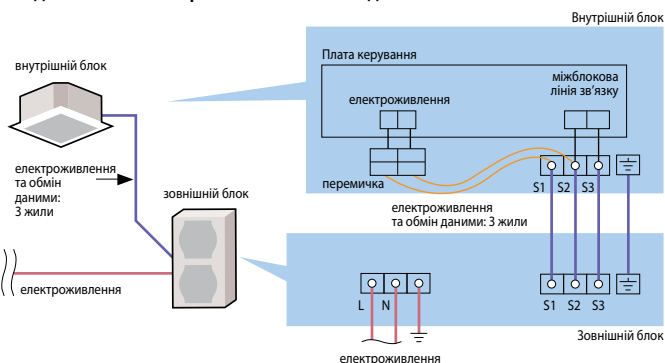 Внутрішній блок
Плата керування
внутрішній блок
міжблокова
лінія зв’язку
електроживлення
електроживлення
та обмін
даними:
3 жили
перемичка
S1 S2 S3
зовнішній блок
електроживлення
та обмін даними: 3 жили
електроживлення
L N
S1 S2 S3
Зовнішній блок
електроживлення